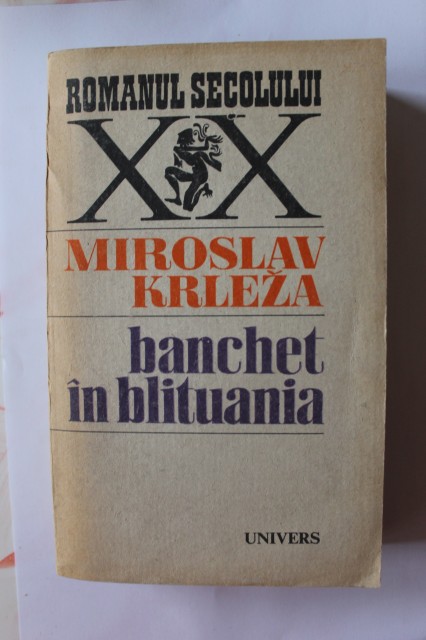 ROMANUL SECOLULUI
XX
MIROSLAV
KRLEŽA
banchet
în blituania
UNIVERS